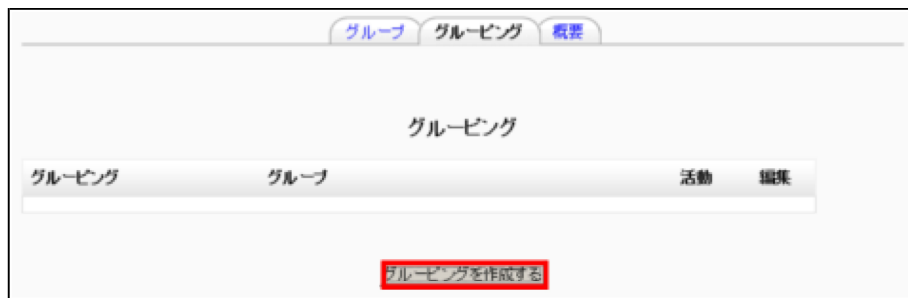 グループ グルーピング 概要
グルーピング
グルーピング グループ 活動 編集
グルーピングを作成する